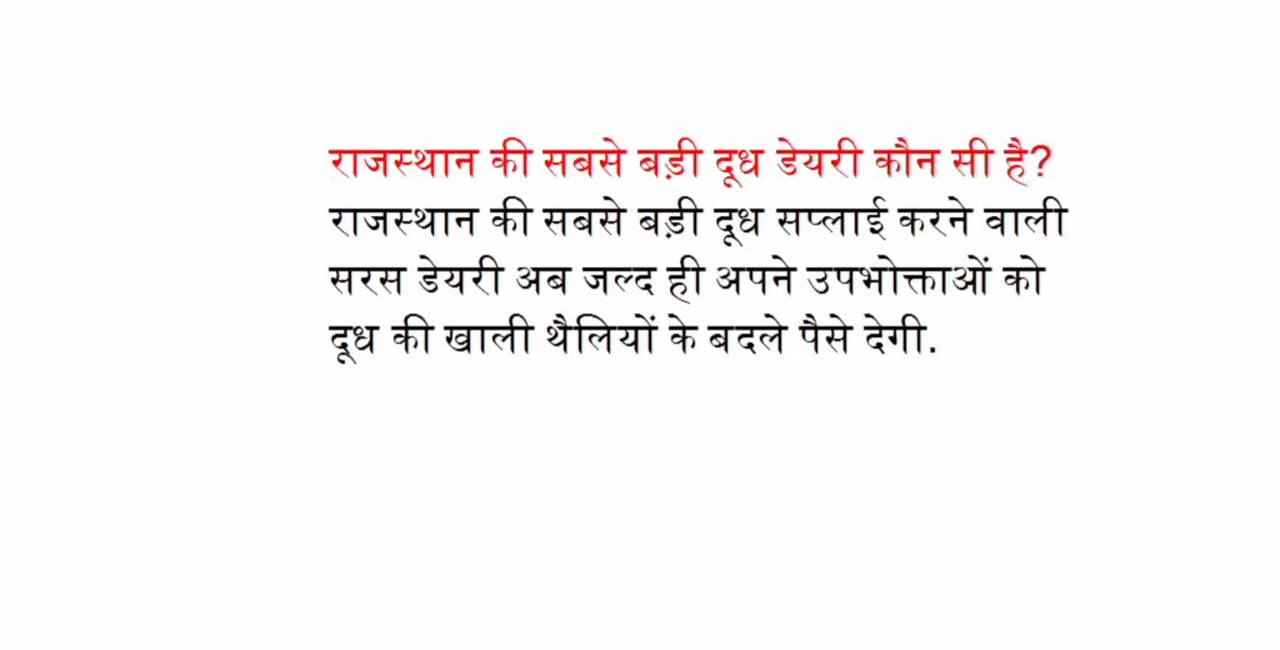 राजस्थान की सबसे बड़ी दूध डेयरी कौन सी है?
राजस्थान की सबसे बड़ी दूध सप्लाई करने वाली
सरस डेयरी अब जल्द ही अपने उपभोक्ताओं को
दूध की खाली थैलियों के बदले पैसे देगी.